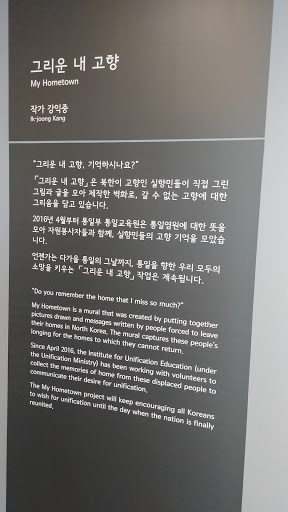 그리운 내 고향
My Hometown
작가 강익중
Ik-joong Kang
"그리운 내 고향, 기억하시나요?"
「그리운 내 고향」은 북한이 고향인 실향민들이 직접 그린
그림과 글을 모아 제작한 벽화로, 갈 수 없는 고향에 대한
그리움을 담고 있습니다.
2016년 4월부터 통일부 통일교육원은 통일염원에 대한 뜻을
모아 자원봉사자들과 함께, 실향민들의 고향 기억을 모았습
니다.
언젠가는 다가올 통일의 그날까지, 통일을 향한 우리 모두의
소망을 키우는 「그리운 내 고향」 작업은 계속됩니다.
"Do you remember the home that I miss so much?"
My Hometown is a mural that was created by putting together
pictures drawn and messages written by people forced to leave
their homes in North Korea. The mural captures these people's
longing for the homes to which they cannot return.
Since April 2016, the Institute for Unification Education (under
the Unification Ministry) has been working with volunteers to
collect the memories of home from these displaced people to
communicate their desire for unification.
The My Hometown project will keep encouraging all Koreans
to wish for unification until the day when the nation is finally
reunited.